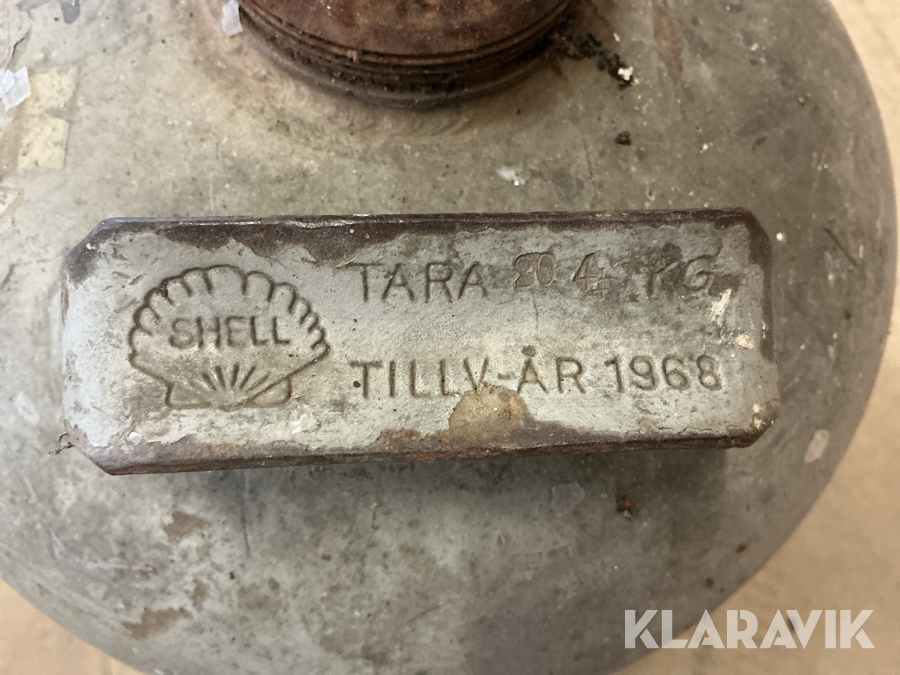 SHELL
TARA 20 4 KG
TILLV-ÅR 1968
KLARAVIK